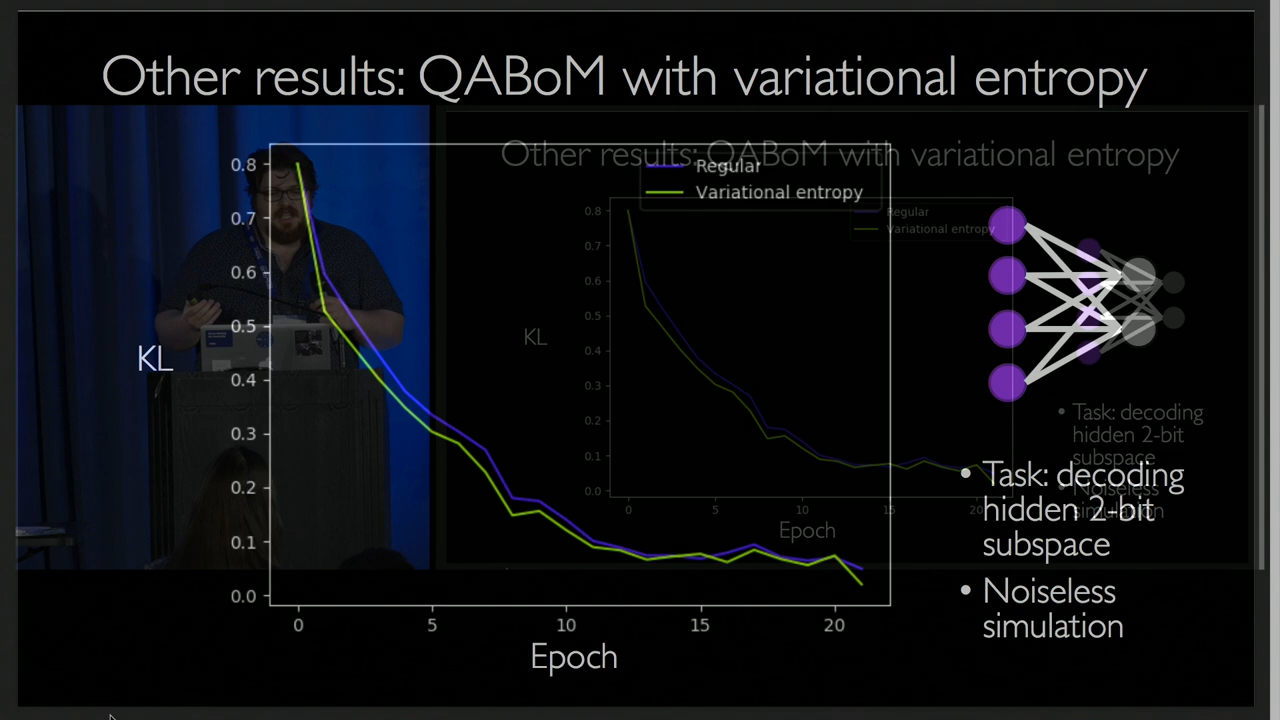 Other results: QABoM with variational entropy
Other results: QABoM with variational entropy
Regular
Variational entropy
0.8
0.7
0.6
0.5
0.4
0.3
0.2
0.1
0.0
KL
0
5
10
15
20
Epoch
Regular
Variational entropy
0.8
0.7
0.6
0.5
0.4
0.3
0.2
0.1
0.0
KL
0
5
10
15
20
Epoch
• Task: decoding
hidden 2-bit
subspace
• Noiseless
simulation
• Task: decoding
hidden 2-bit
subspace
• Noiseless
simulation